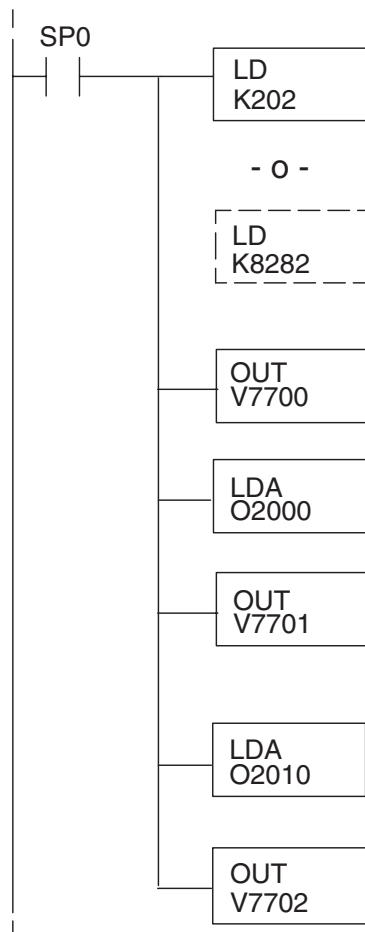 SP0
LD
K202
- o -
LD
K8282
OUT
V7700
LDA
O2000
OUT
V7701
LDA
O2010
OUT
V7702